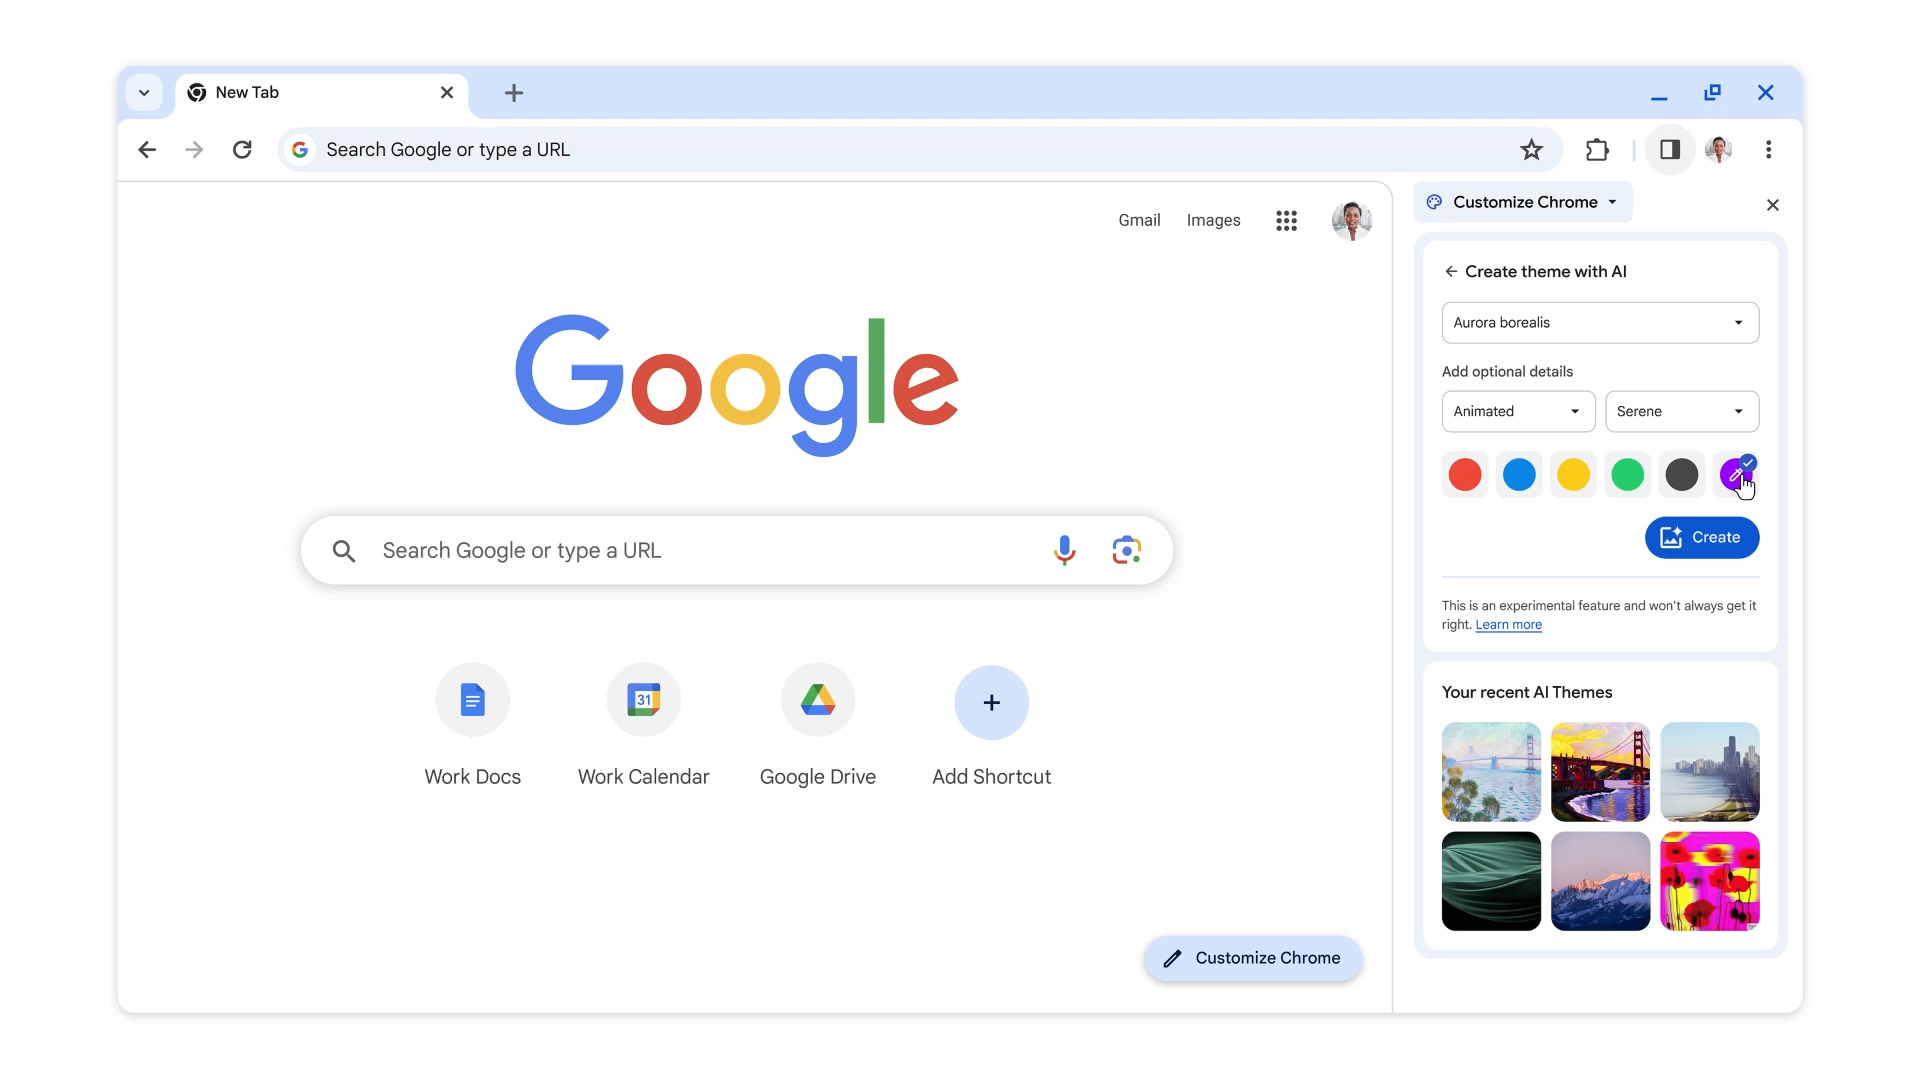 New Tab
Search Google or type a URL
Customize Chrome
Gmail Images
Create theme with AI
Aurora borealis
Google
Add optional details
Animated Serene
Search Google or type a URL
Create
This is an experimental feature and won't always get it
right. Learn more
Your recent AI Themes
31
Work Docs Work Calendar Google Drive Add Shortcut
Customize Chrome